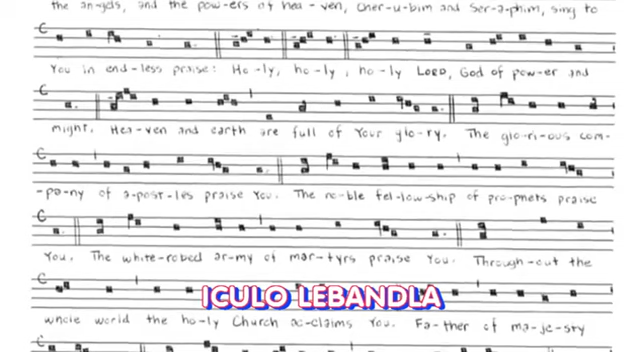 the an-gels, and the pow-ers of hea-ven, Cher-u-bim and Ser-a-phim, sing to
You in end-less praise: Ho-ly, ho-ly, ho-ly LORD, God of pow-er and
might. Hea-ven and earth are full of Your glo-ry. The glo-ri-ous com-
-pa-ny of a-post-les praise You. The no-ble fel-low-ship of pro-phets praise
You. The white-robed ar-my of mar-tyrs praise You. Through-out the
ICULO LEBANDLA
whole world the ho-ly Church ac-claims You. Fa-ther of ma-jes-ty